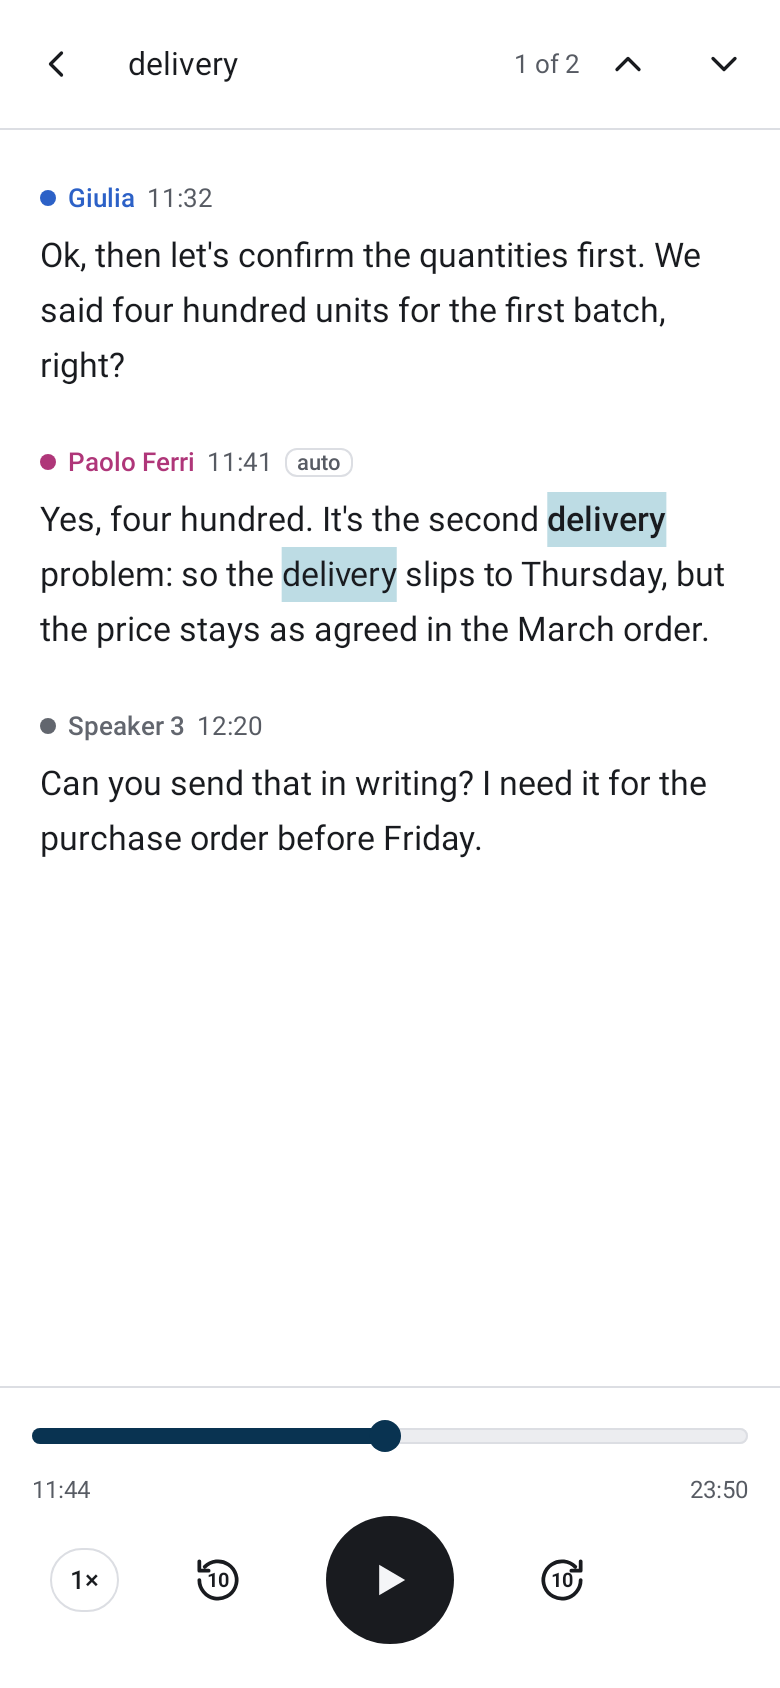 delivery
1 of 2
Giulia 11:32
Ok, then let's confirm the quantities first. We
said four hundred units for the first batch,
right?
Paolo Ferri 11:41 auto
Yes, four hundred. It's the second delivery
problem: so the delivery slips to Thursday, but
the price stays as agreed in the March order.
Speaker 3 12:20
Can you send that in writing? I need it for the
purchase order before Friday.
11:44
23:50
1×
10
10